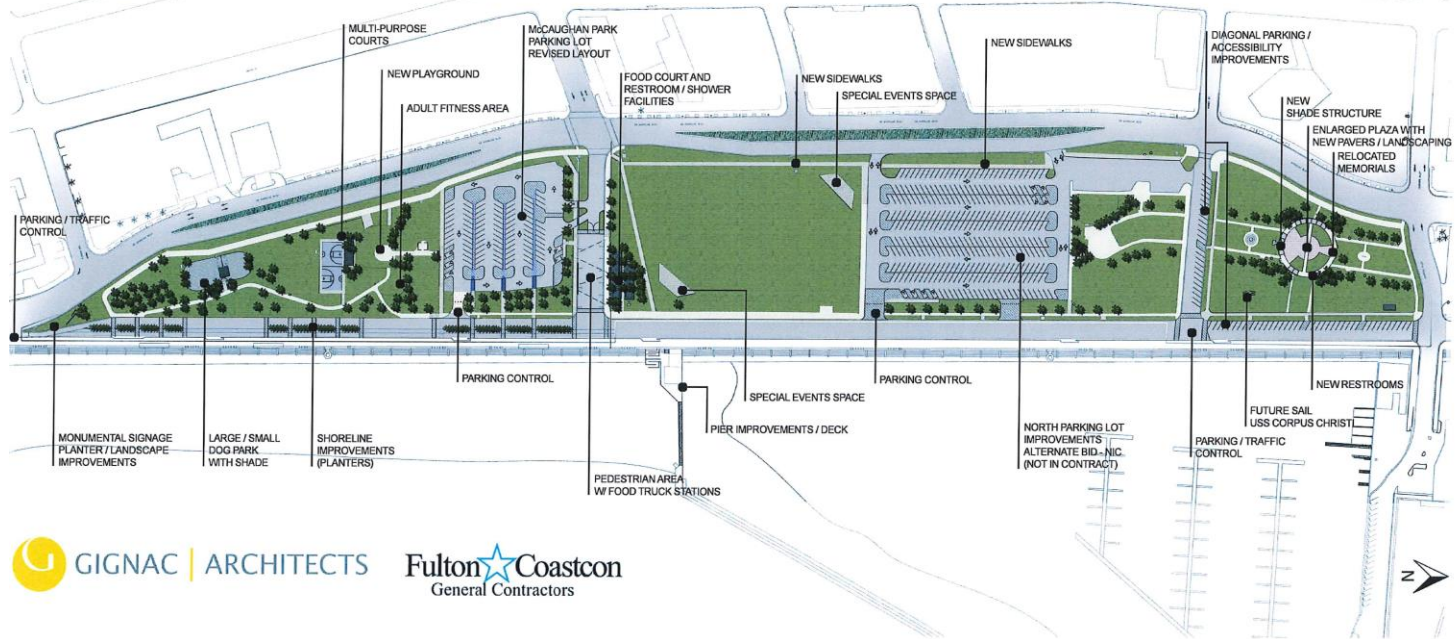 MULTI-PURPOSE
COURTS
McCAUGHAN PARK
PARKING LOT
REVISED LAYOUT
NEW PLAYGROUND
ADULT FITNESS AREA
FOOD COURT AND
RESTROOM / SHOWER
FACILITIES
NEW SIDEWALKS
SPECIAL EVENTS SPACE
NEW SIDEWALKS
DIAGONAL PARKING /
ACCESSIBILITY
IMPROVEMENTS
NEW
SHADE STRUCTURE
ENLARGED PLAZA WITH
NEW PAVERS / LANDSCAPING
RELOCATED
MEMORIALS
PARKING / TRAFFIC
CONTROL
MONUMENTAL SIGNAGE
PLANTER / LANDSCAPE
IMPROVEMENTS
LARGE / SMALL
DOG PARK
WITH SHADE
SHORELINE
IMPROVEMENTS
(PLANTERS)
PARKING CONTROL
PEDESTRIAN AREA
W/ FOOD TRUCK STATIONS
PIER IMPROVEMENTS / DECK
SPECIAL EVENTS SPACE
PARKING CONTROL
NORTH PARKING LOT
IMPROVEMENTS
ALTERNATE BID - NIC
(NOT IN CONTRACT)
PARKING / TRAFFIC
CONTROL
FUTURE SAIL
USS CORPUS CHRISTI
NEW RESTROOMS
G GIGNAC | ARCHITECTS
Fulton Coastcon
General Contractors
N